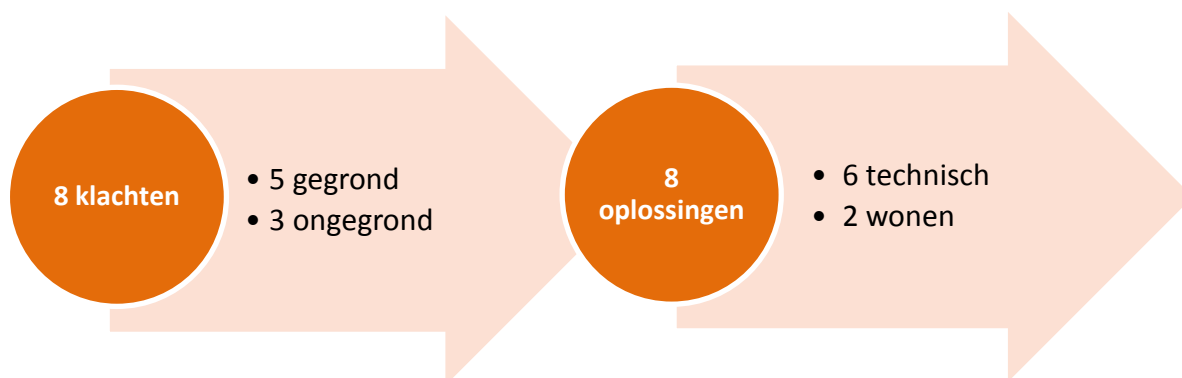 8 klachten
• 5 gegrond
• 3 ongegrond
8
oplossingen
• 6 technisch
• 2 wonen